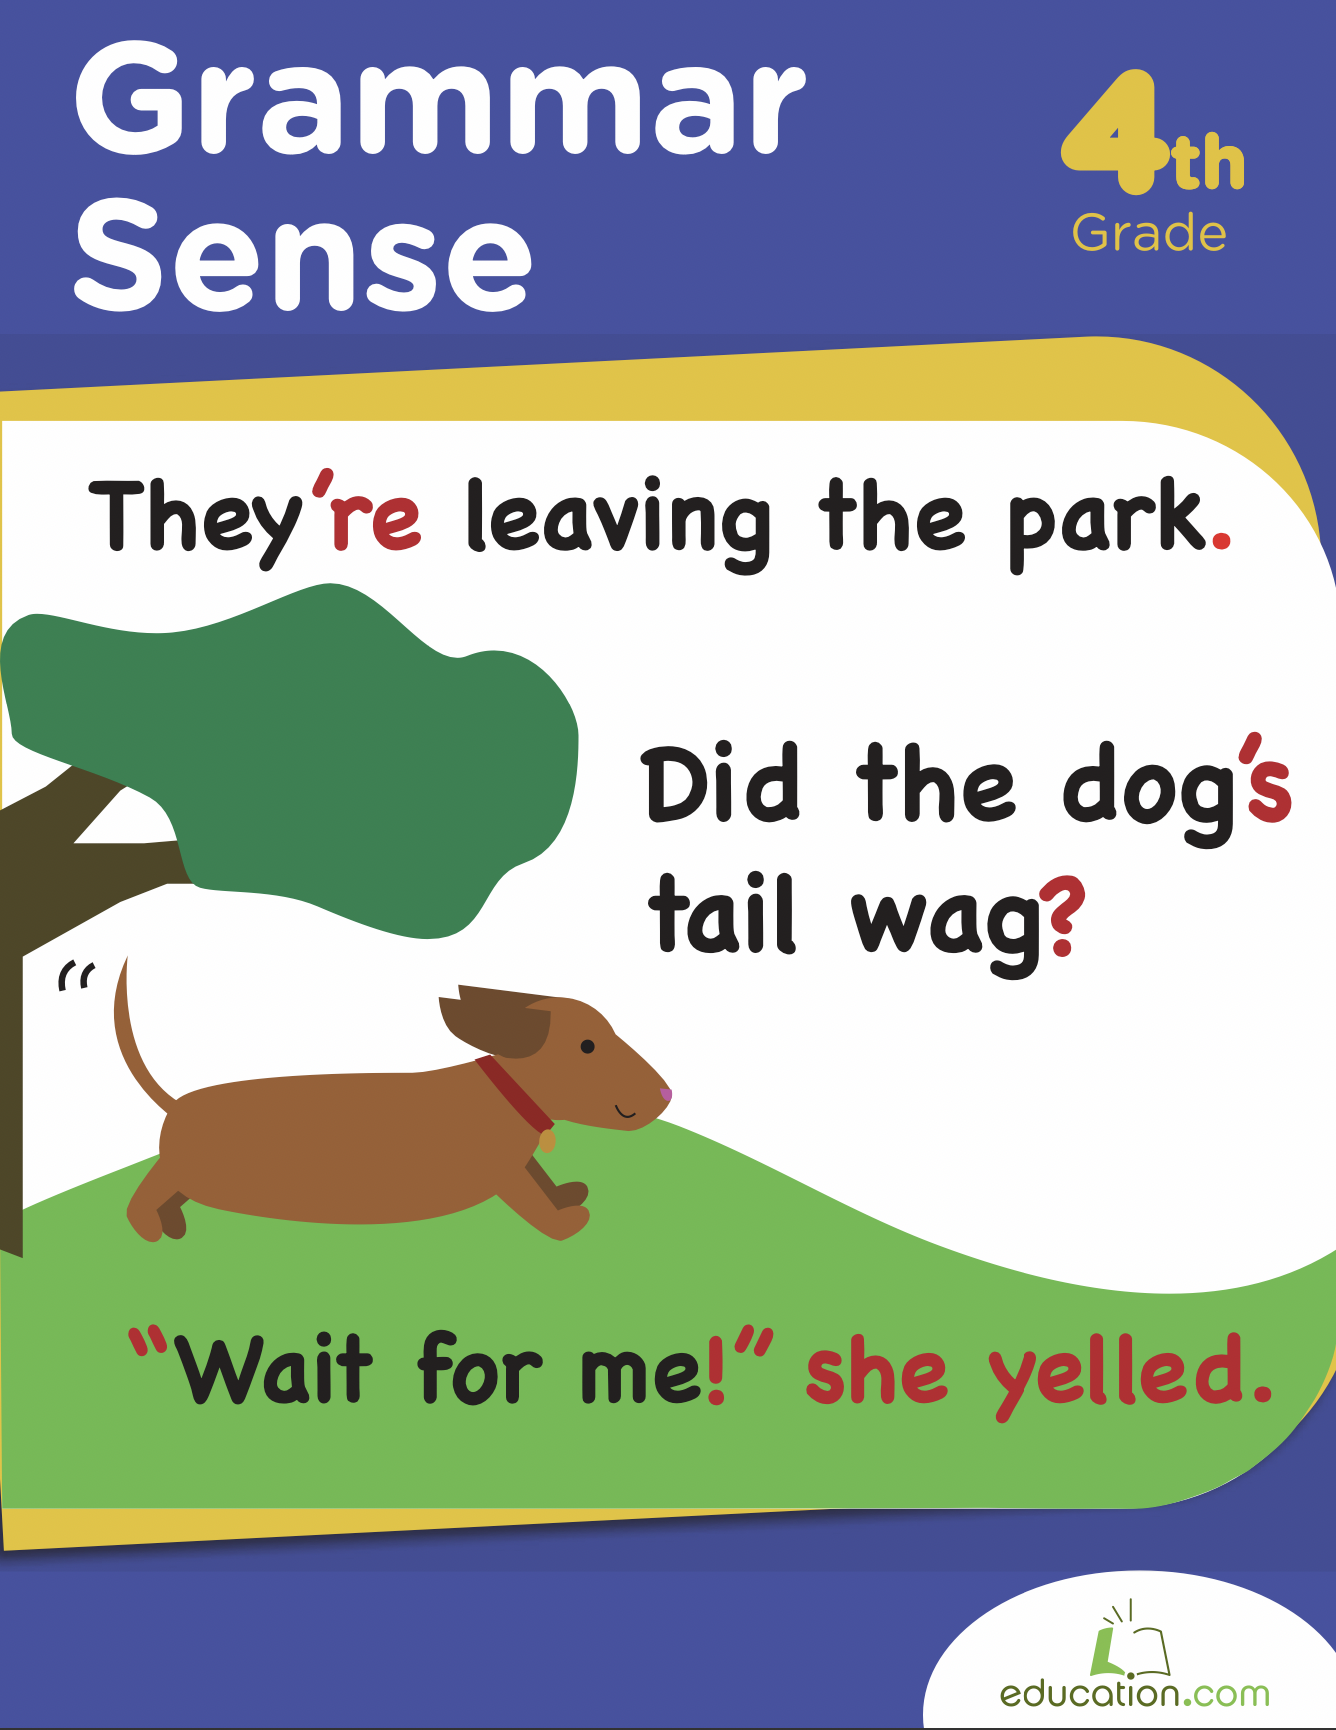 Grammar
Sense
4th
Grade
They're leaving the park.
Did the dog's
tail wag?
"Wait for me!" she yelled.
education.com